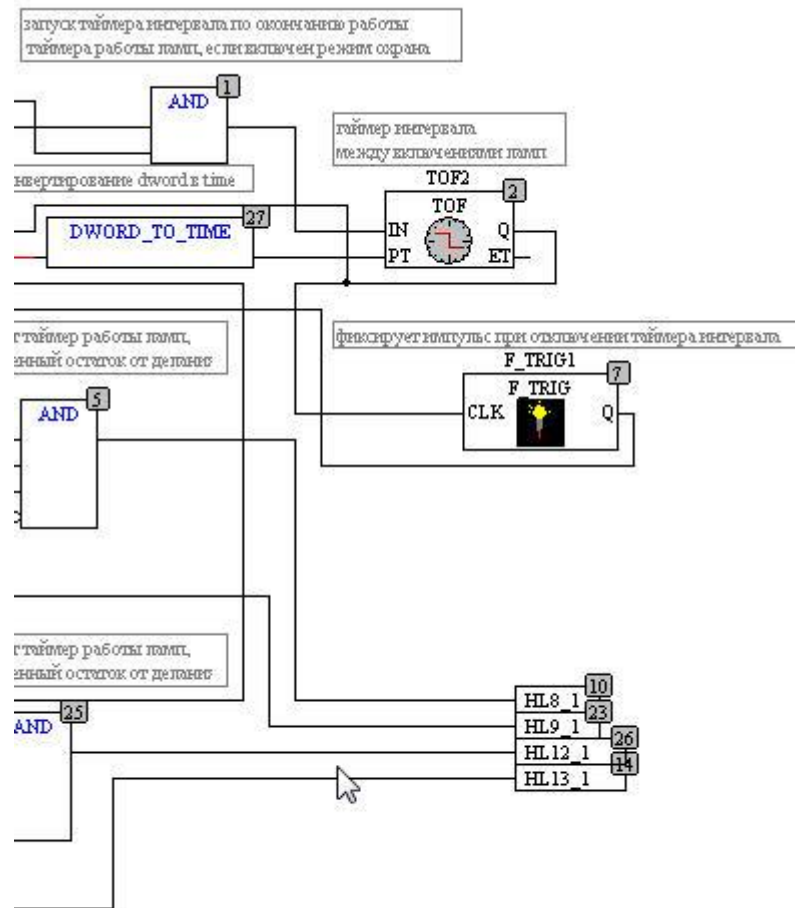 запуск таймера интервала по окончанию работы
таймера работы ламп, если включен режим охрана
1
AND
таймер интервала
между включениями ламп
нвертирование dword в time
TOF2
2
TOF
27
DWORD_TO_TIME
IN Q
PT ET
т таймер работы ламп,
енный остаток от делания
фиксирует импульс при отключении таймера интервала
F_TRIG1
7
F_TRIG
CLK Q
5
AND
т таймер работы ламп,
енный остаток от делания
25
AND
10
HL8_1
23
HL9_1
26
HL12_1
14
HL13_1